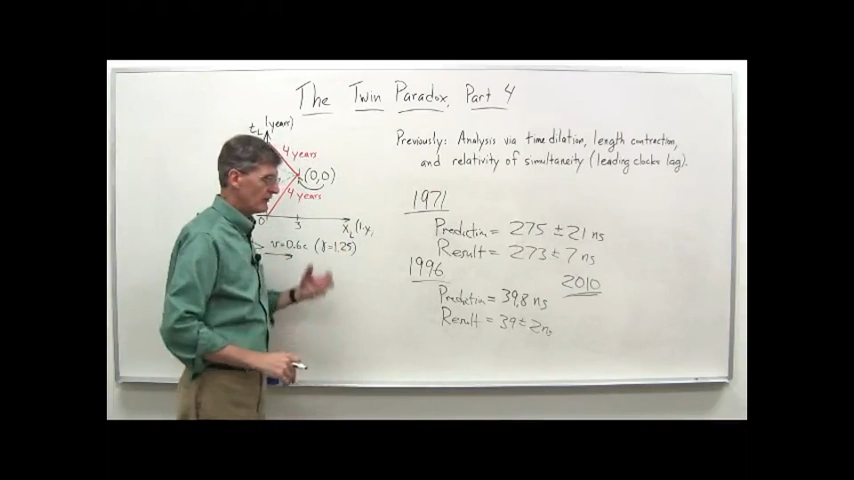 The Twin Paradox, Part 4
t_L (years)
Previously: Analysis via time dilation, length contraction,
and relativity of simultaneity (leading clocks lag).
4 years
(0,0)
4 years
0 3
X_L (l.y.
v=0.6c (γ=1.25)
1971
Prediction = 275 ± 21 ns
Result = 273 ± 7 ns
1996
2010
Prediction = 39.8 ns
Result = 39 ± 2 ns